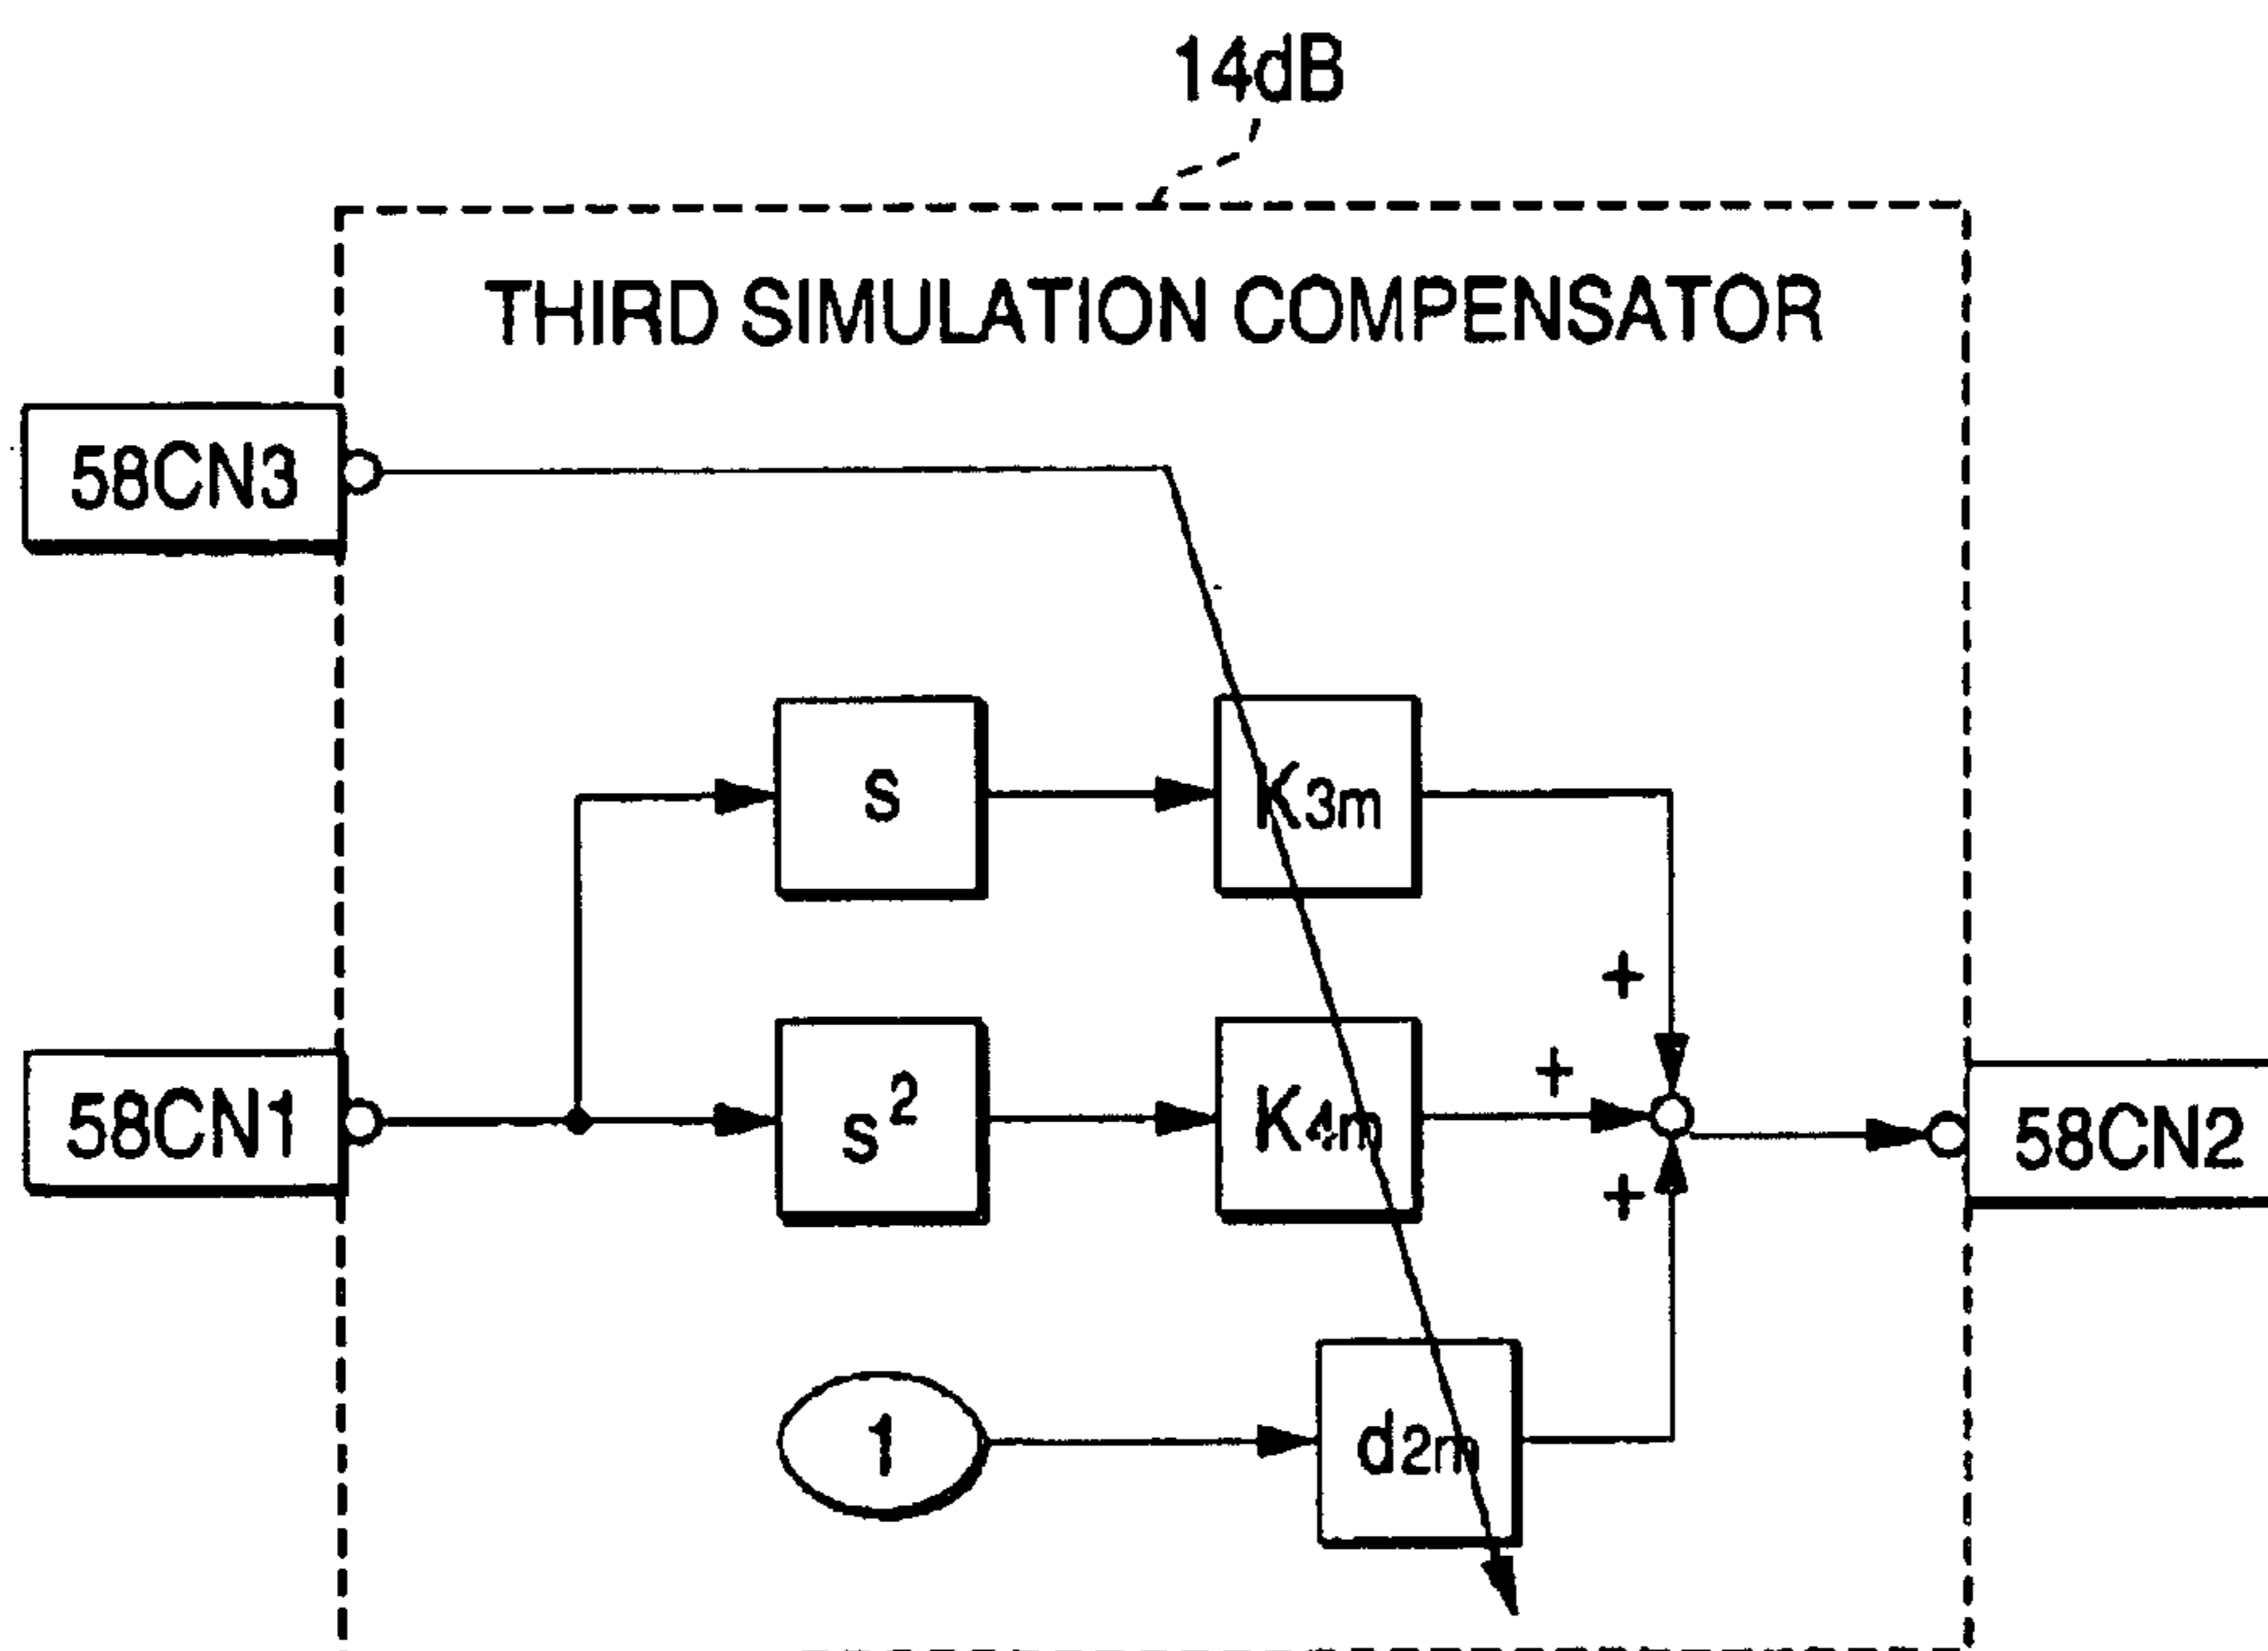 14dB
THIRD SIMULATION COMPENSATOR
58CN3
s
K3m
+
58CN1
s²
K4m
+
58CN2
+
1
d2m